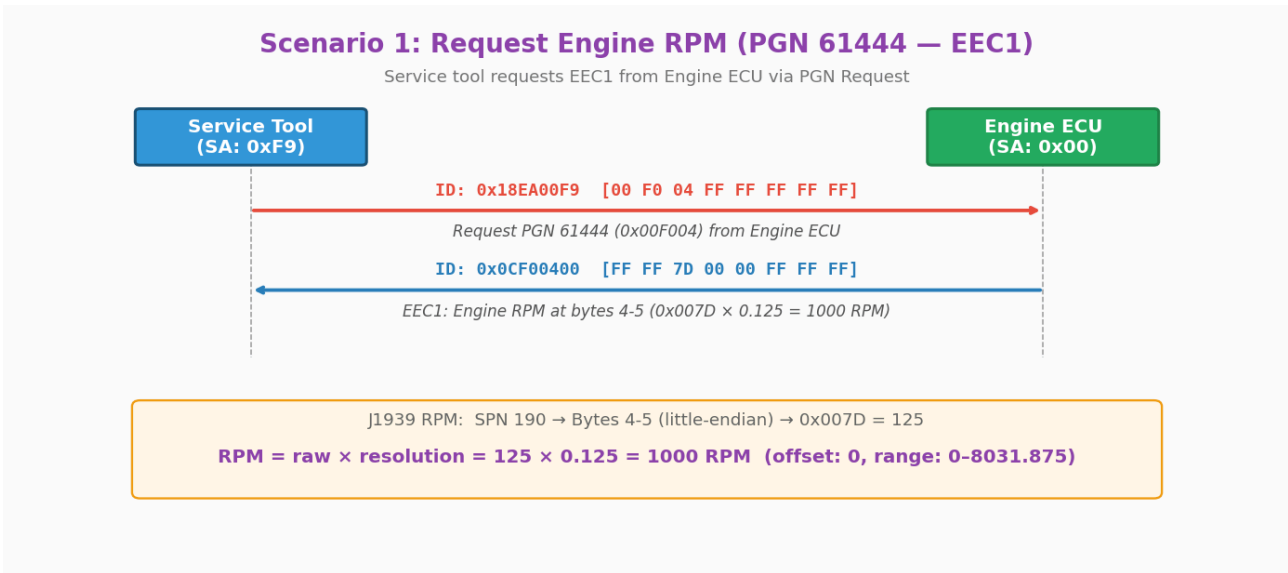 Scenario 1: Request Engine RPM (PGN 61444 — EEC1)
Service tool requests EEC1 from Engine ECU via PGN Request
Service Tool
(SA: 0xF9)
Engine ECU
(SA: 0x00)
ID: 0x18EA00F9  [00 F0 04 FF FF FF FF FF]
Request PGN 61444 (0x00F004) from Engine ECU
ID: 0x0CF00400  [FF FF 7D 00 00 FF FF FF]
EEC1: Engine RPM at bytes 4-5 (0x007D × 0.125 = 1000 RPM)
J1939 RPM:  SPN 190 → Bytes 4-5 (little-endian) → 0x007D = 125
RPM = raw × resolution = 125 × 0.125 = 1000 RPM  (offset: 0, range: 0–8031.875)